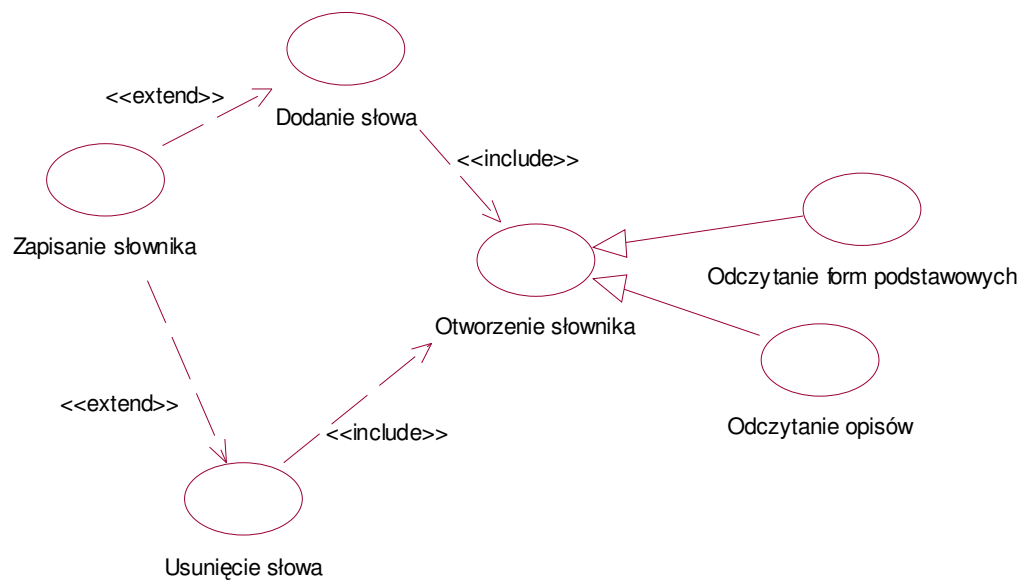 <<extend>>
Dodanie słowa
<<include>>
Zapisanie słownika
Odczytanie form podstawowych
Otworzenie słownika
<<extend>>
<<include>>
Odczytanie opisów
Usunięcie słowa